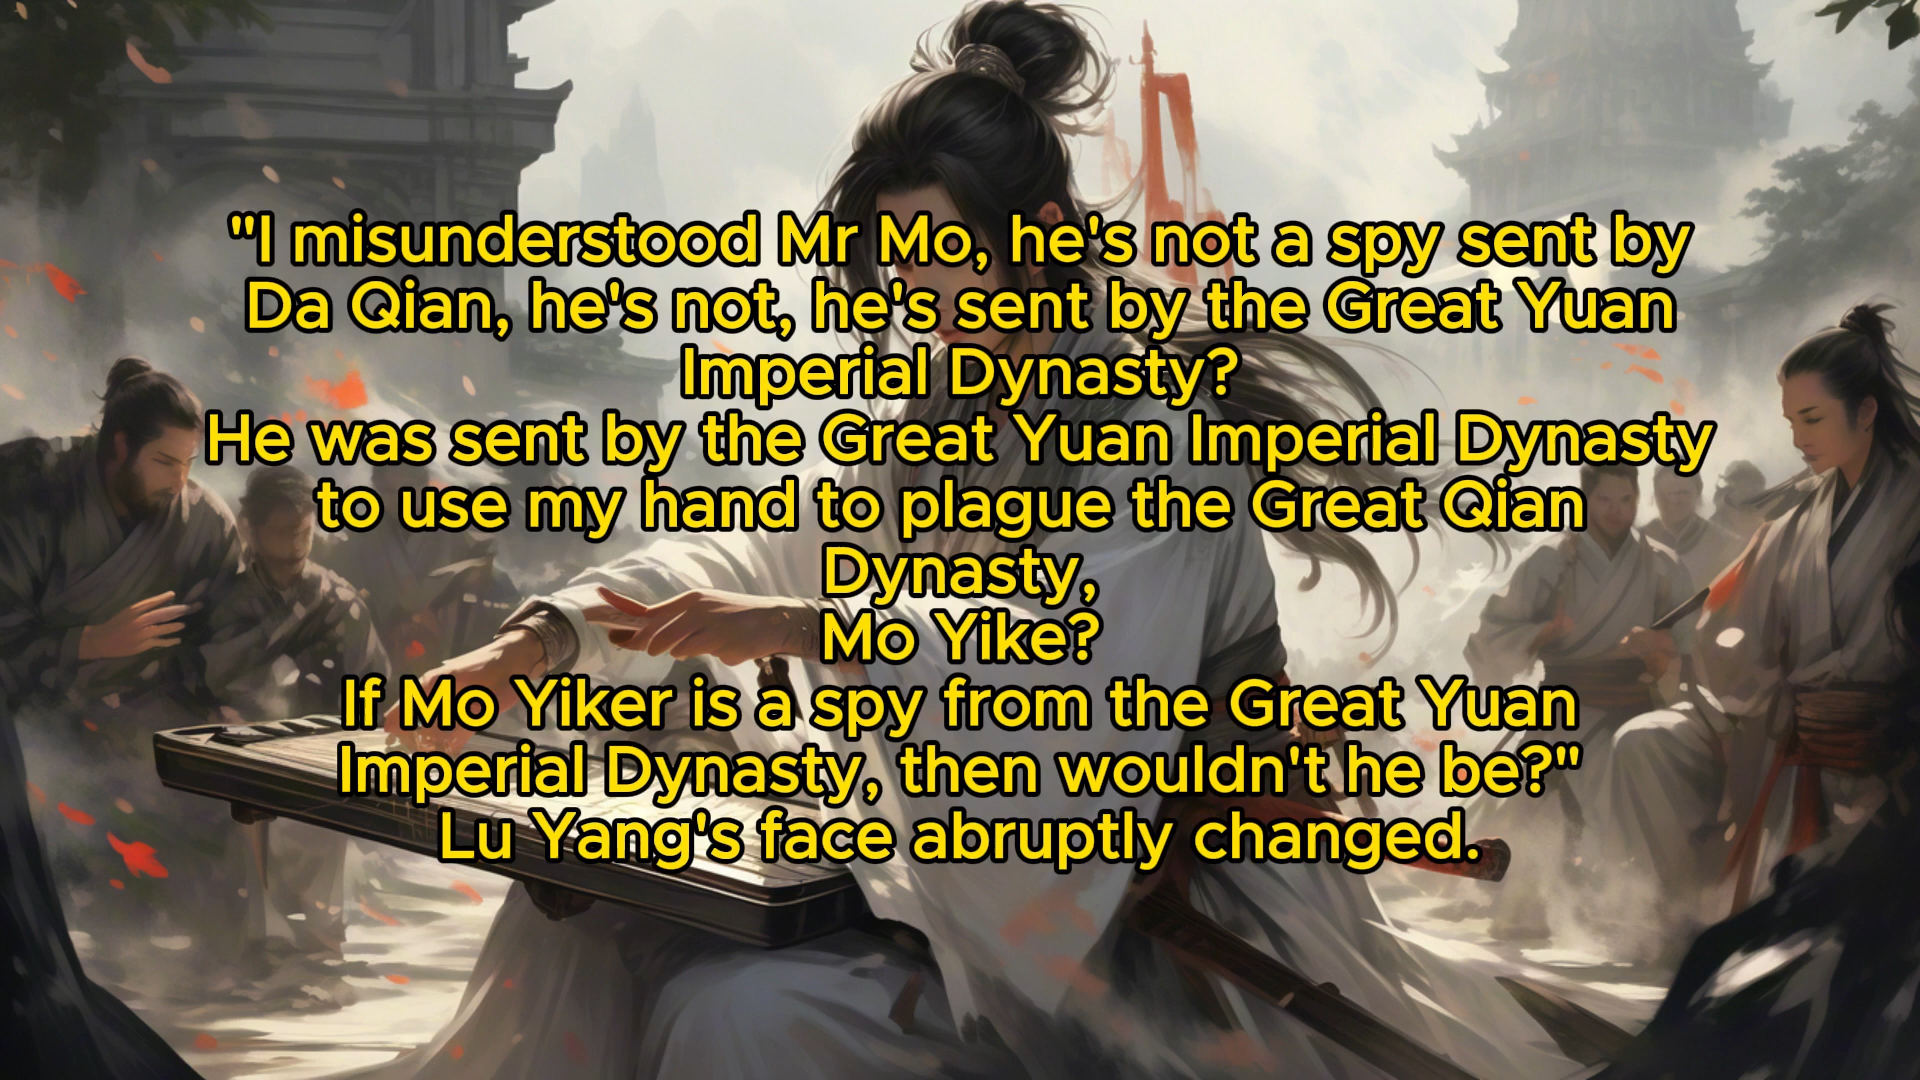 "I misunderstood Mr Mo, he's not a spy sent by
Da Qian, he's not, he's sent by the Great Yuan
Imperial Dynasty?
He was sent by the Great Yuan Imperial Dynasty
to use my hand to plague the Great Qian
Dynasty,
Mo Yike?
If Mo Yiker is a spy from the Great Yuan
Imperial Dynasty, then wouldn't he be?"
Lu Yang's face abruptly changed.